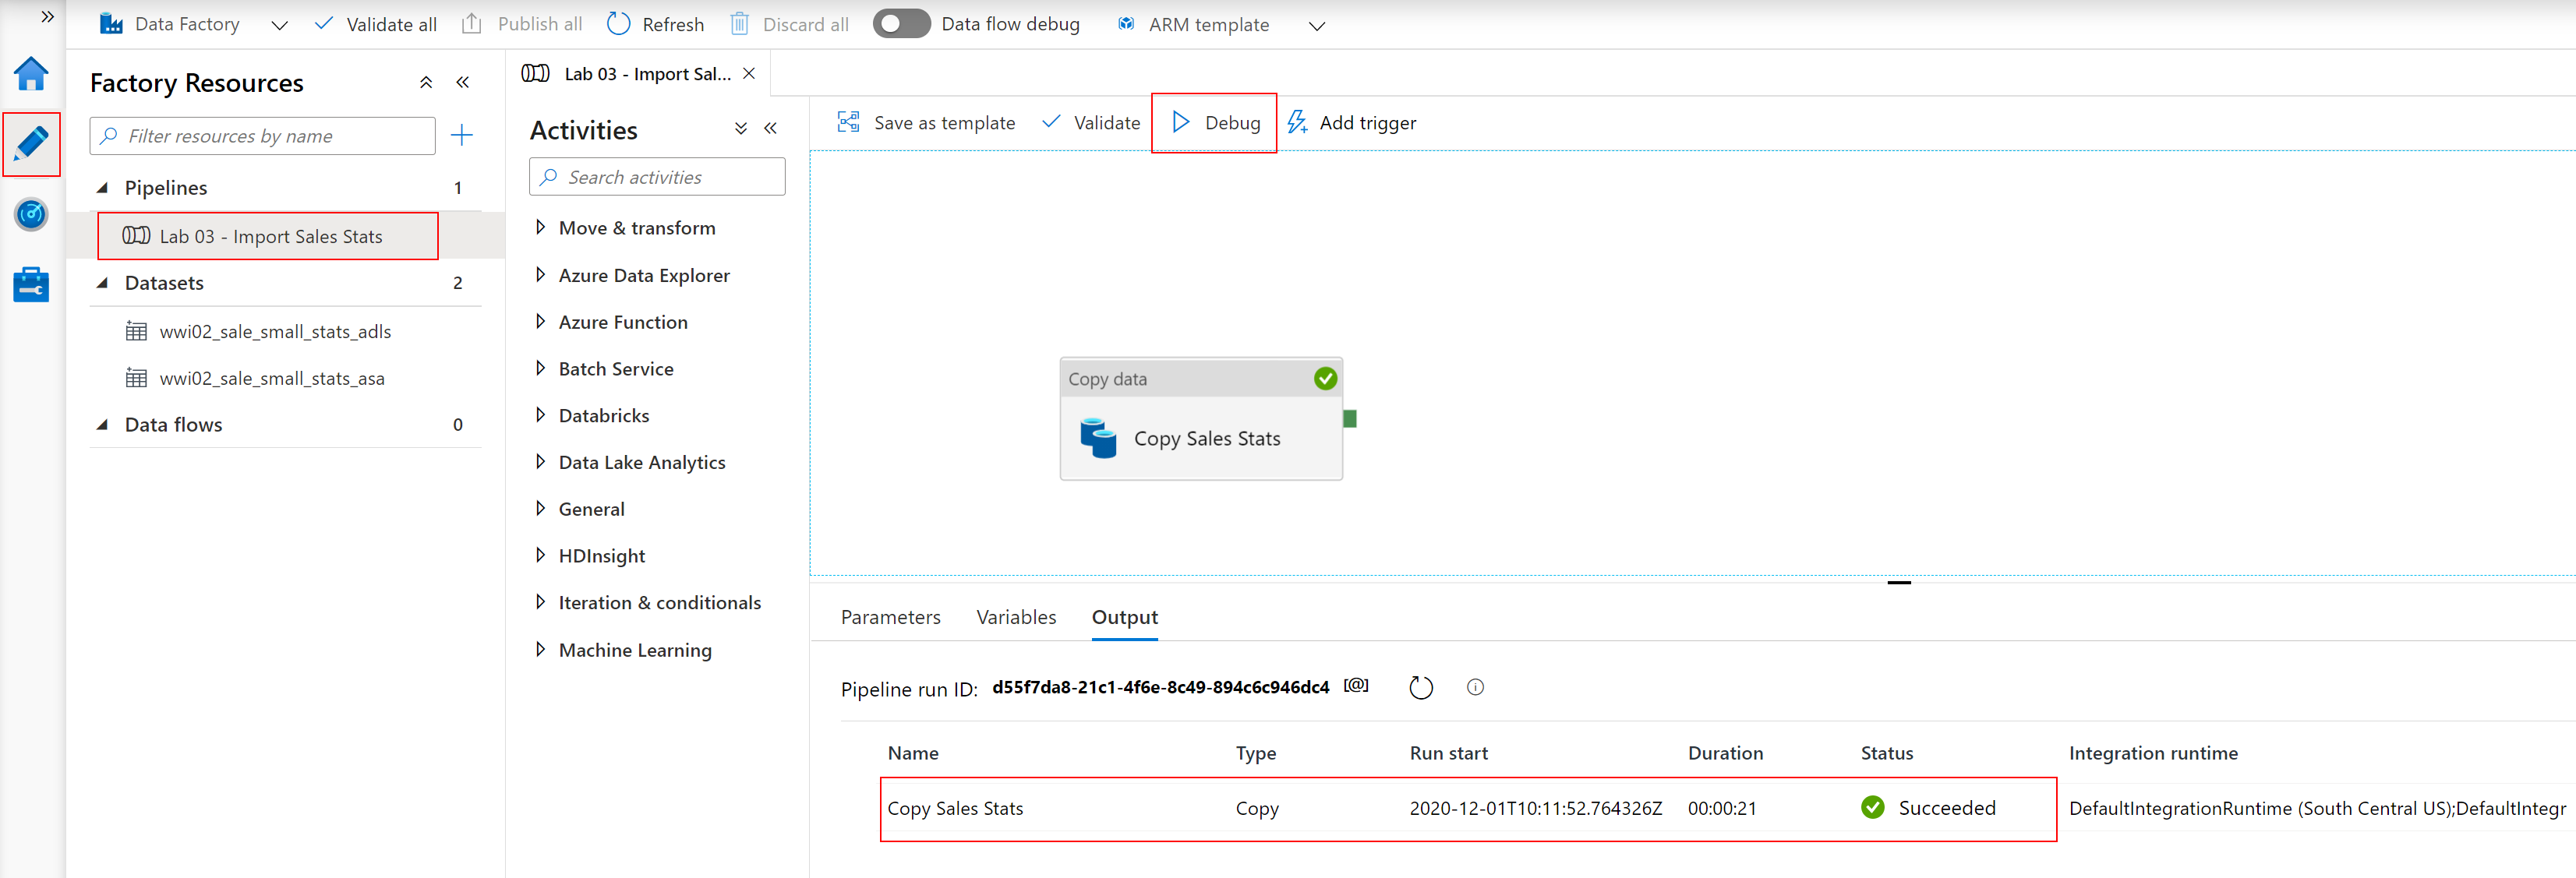 Data Factory Validate all Publish all Refresh Discard all Data flow debug ARM template
Factory Resources
Filter resources by name
Pipelines 1
Lab 03 - Import Sales Stats
Datasets 2
wwi02_sale_small_stats_adls
wwi02_sale_small_stats_asa
Data flows 0
Lab 03 - Import Sal...
Activities
Search activities
Move & transform
Azure Data Explorer
Azure Function
Batch Service
Databricks
Data Lake Analytics
General
HDInsight
Iteration & conditionals
Machine Learning
Save as template Validate Debug Add trigger
Copy data
Copy Sales Stats
Parameters Variables Output
Pipeline run ID: d55f7da8-21c1-4f6e-8c49-894c6c946dc4 [@]
Name Type Run start Duration Status Integration runtime
Copy Sales Stats Copy 2020-12-01T10:11:52.764326Z 00:00:21 Succeeded DefaultIntegrationRuntime (South Central US);DefaultIntegr